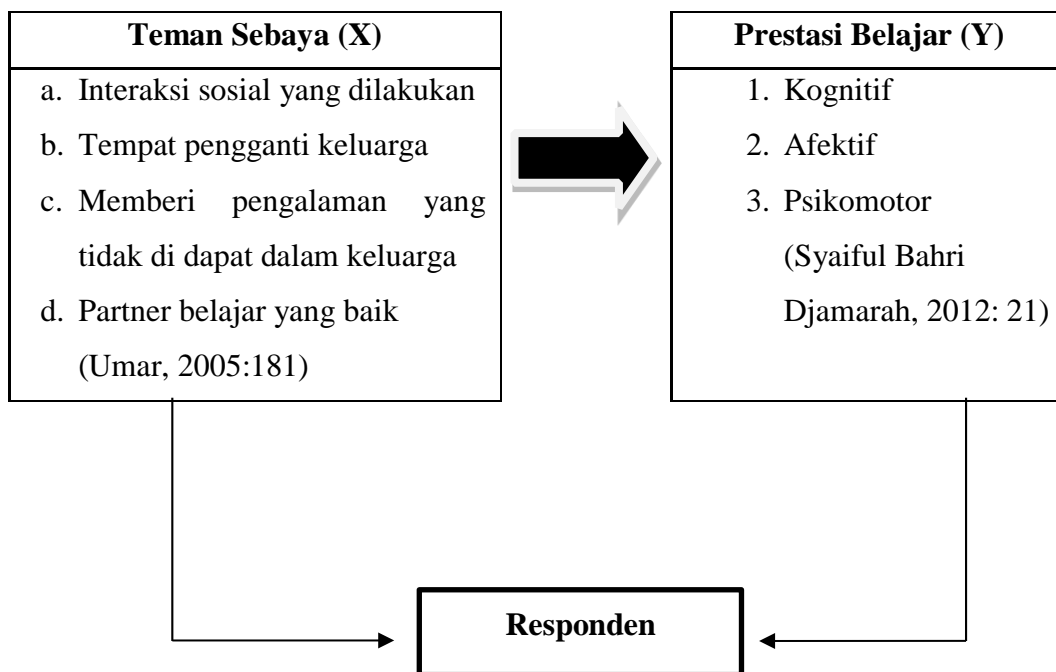 Teman Sebaya (X)
a. Interaksi sosial yang dilakukan
b. Tempat pengganti keluarga
c. Memberi pengalaman yang
tidak di dapat dalam keluarga
d. Partner belajar yang baik
(Umar, 2005:181)
Prestasi Belajar (Y)
1. Kognitif
2. Afektif
3. Psikomotor
(Syaiful Bahri
Djamarah, 2012: 21)
Responden